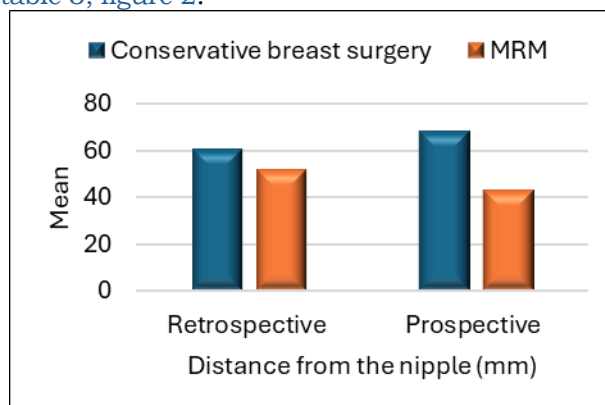 table 3, figure 2.
Conservative breast surgery MRM
80
60
40
20
0
Mean
Retrospective Prospective
Distance from the nipple (mm)